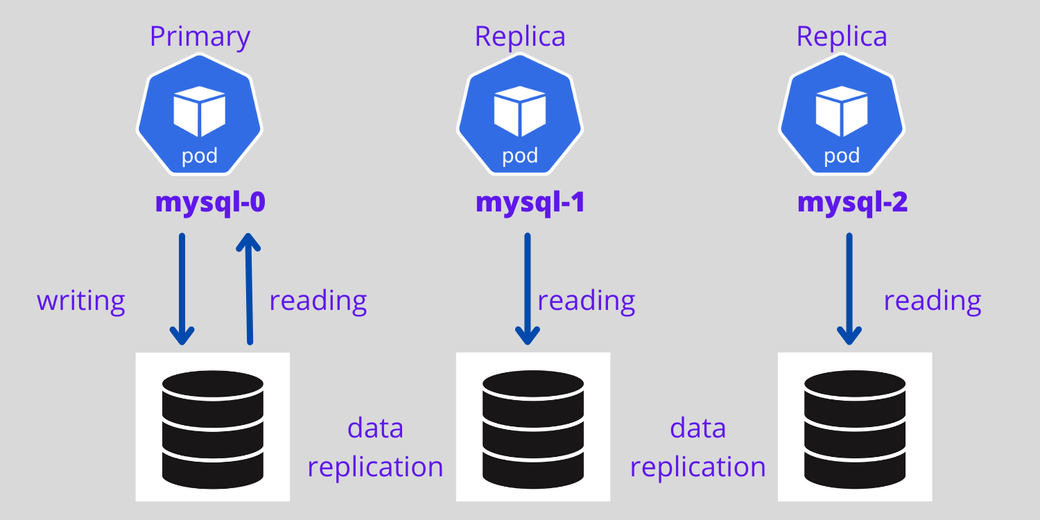 Primary
Replica
Replica
pod
pod
pod
mysql-0
mysql-1
mysql-2
writing
reading
reading
reading
data
replication
data
replication